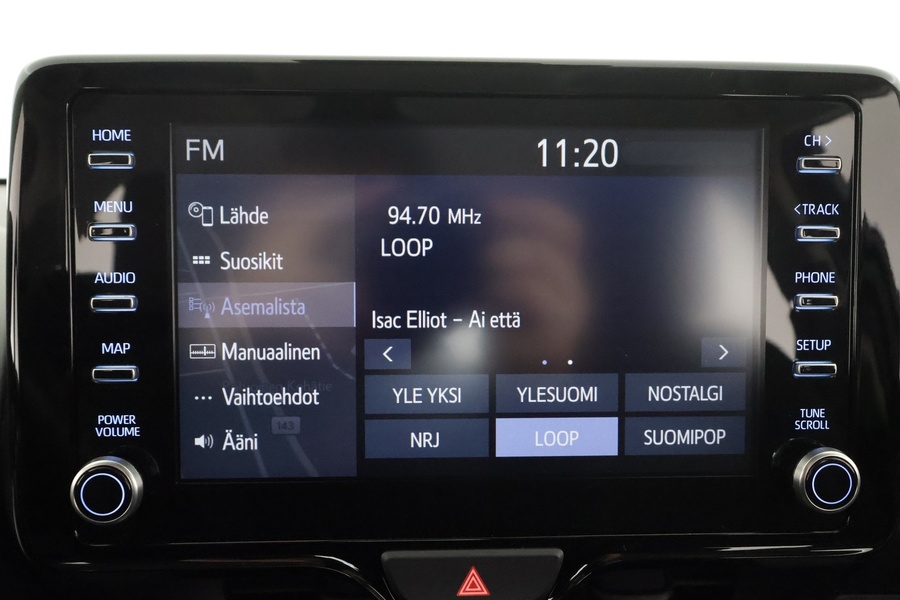 HOME
MENU
AUDIO
MAP
POWER
VOLUME
FM
11:20
Lähde
Suosikit
Asemalista
Manuaalinen
Vaihtoehdot
143
Ääni
94.70 MHz
LOOP
Isac Elliot – Ai että
<
>
YLE YKSI
YLESUOMI
NOSTALGI
NRJ
LOOP
SUOMIPOP
CH >
< TRACK
PHONE
SETUP
TUNE
SCROLL